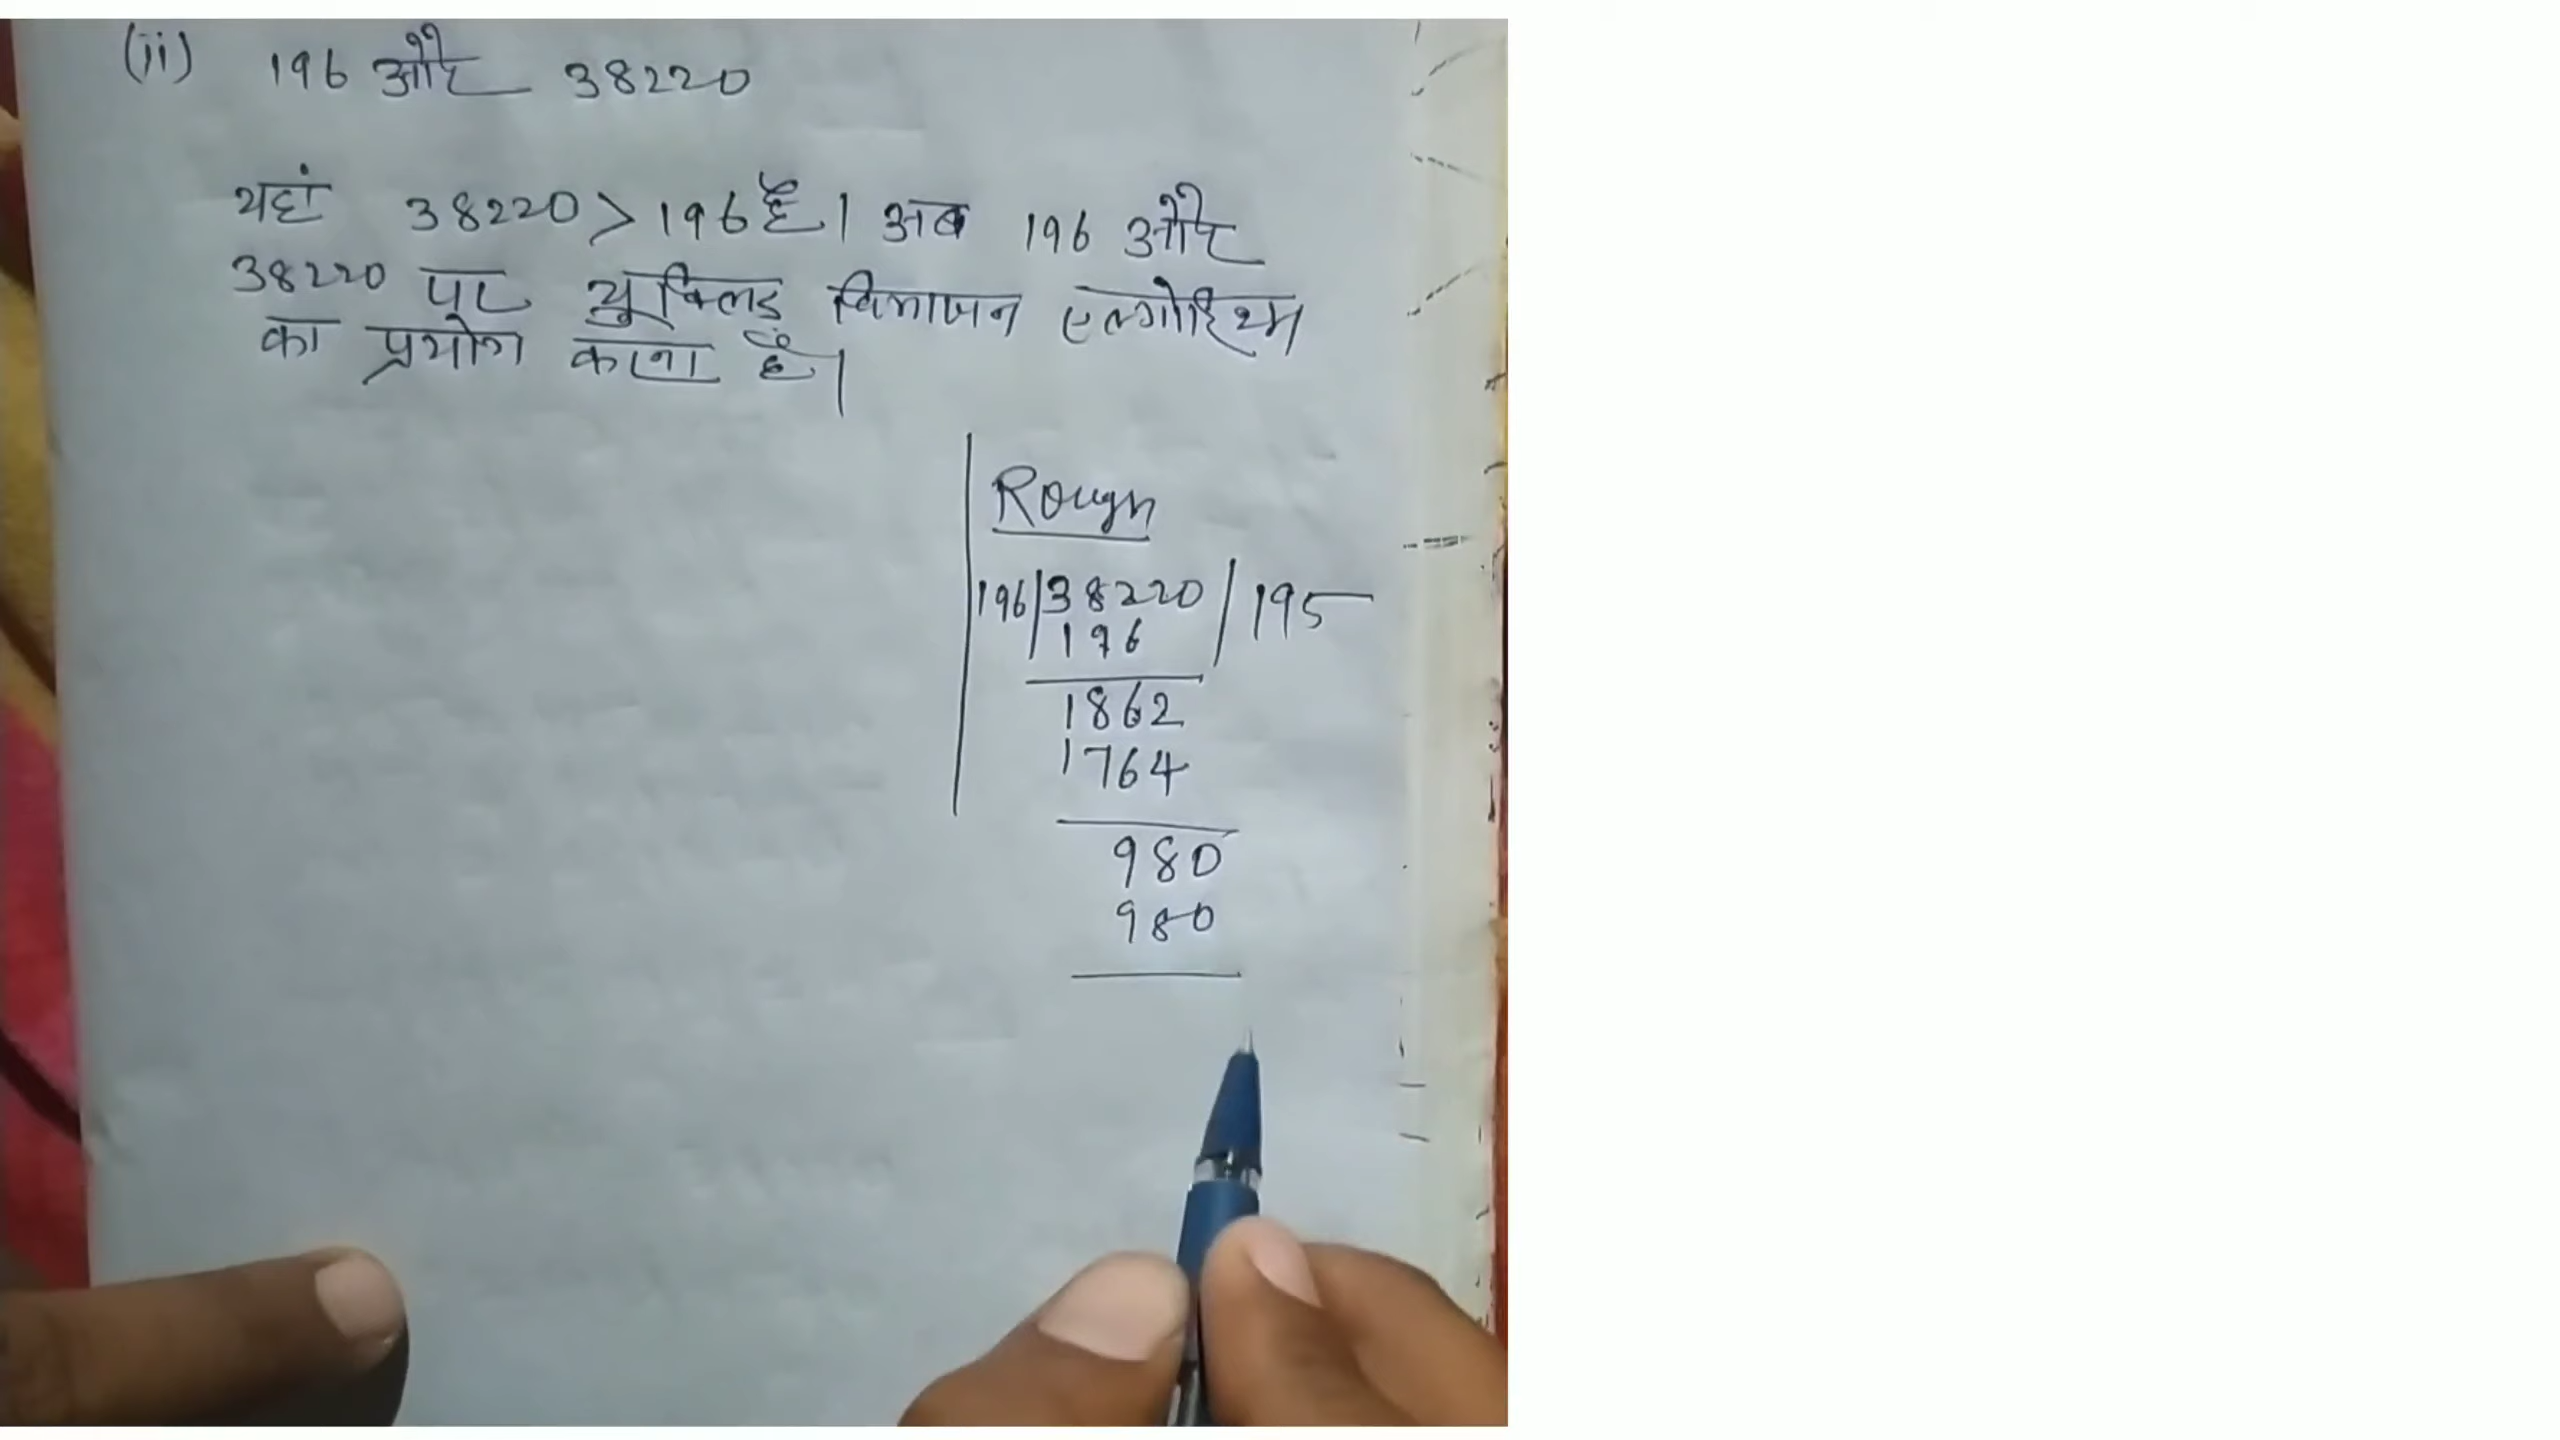 (ii) 196 और 38220
यहां 38220 > 196 है। अब 196 और
38220 पर युक्लिड विभाजन एल्गोरिथम
का प्रयोग करना है।
Rough
196/38220/195
196
1862
1764
980
980